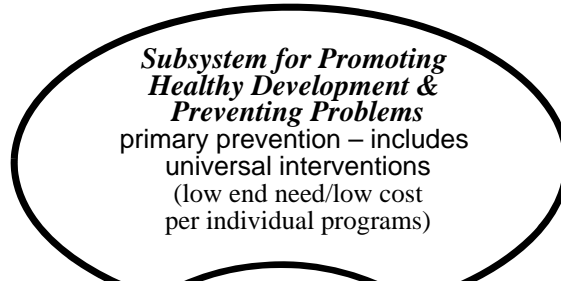 Subsystem for Promoting
Healthy Development &
Preventing Problems
primary prevention – includes
universal interventions
(low end need/low cost
per individual programs)